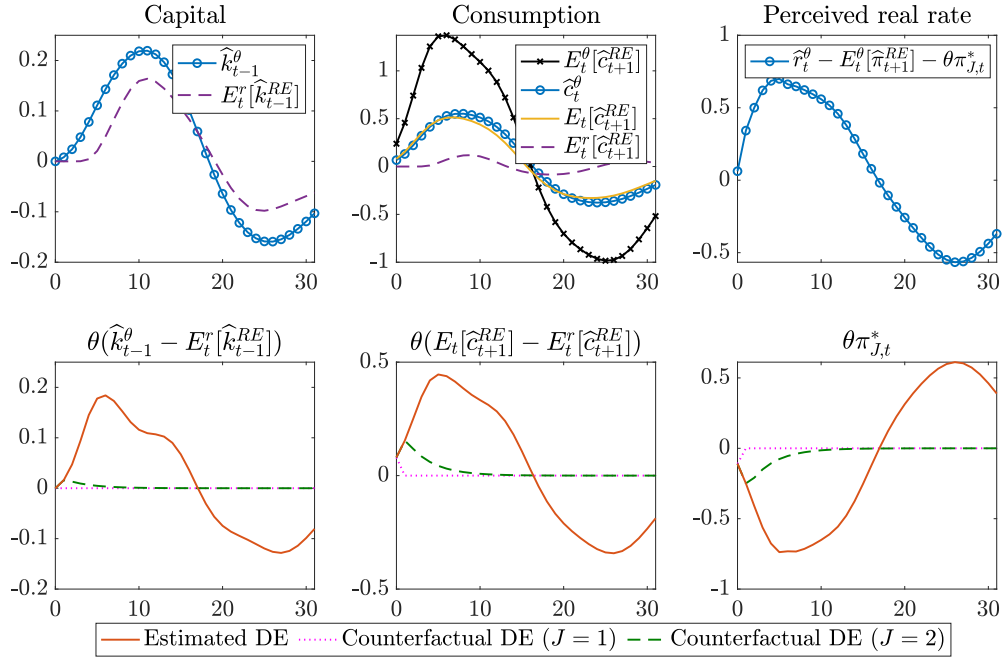 Capital
0.2
0.1
0
-0.1
-0.2
0 10 20 30
k̂^θ_{t−1}
E^r_t[k̂^{RE}_{t−1}]
Consumption
1
0.5
0
-0.5
-1
0 10 20 30
E^θ_t[ĉ^{RE}_{t+1}]
ĉ^θ_t
E_t[ĉ^{RE}_{t+1}]
E^r_t[ĉ^{RE}_{t+1}]
Perceived real rate
1
0.5
0
-0.5
0 10 20 30
r̂^θ_t − E^θ_t[π̂^{RE}_{t+1}] − θπ^*_{J,t}
θ(k̂^θ_{t−1} − E^r_t[k̂^{RE}_{t−1}])
0.2
0.1
0
-0.1
-0.2
0 10 20 30
θ(E_t[ĉ^{RE}_{t+1}] − E^r_t[ĉ^{RE}_{t+1}])
0.5
0
-0.5
0 10 20 30
θπ^*_{J,t}
0.5
0
-0.5
-1
0 10 20 30
Estimated DE Counterfactual DE (J = 1) Counterfactual DE (J = 2)